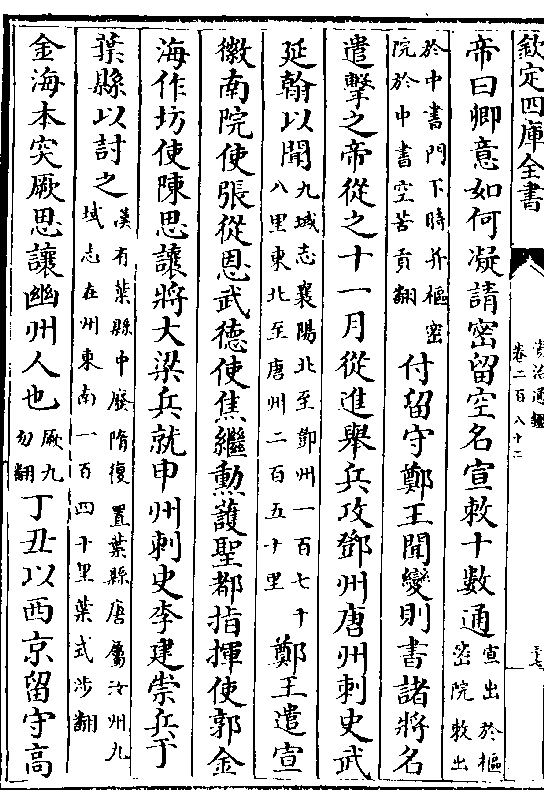 欽定四庫全書
資治通鑑
卷二百八十二
帝曰卿意如何凝請密留空名宣敕十數通宣出於樞密院敕出
於中書門下時并樞密院於中書空苦貢翻付留守鄭王聞變則書諸將名
遣擊之帝從之十一月從進舉兵攻鄧州唐州刺史武
延翰以聞九域志襄陽北至鄧州一百七十八里東北至唐州二百五十里鄭王遣宣
徽南院使張從恩武德使焦繼勲護聖都指揮使郭金
海作坊使陳思讓將大梁兵就申州刺史李建崇兵于
葉縣以討之漢有葉縣中廢隋復置葉縣唐屬汝州九域志在州東南一百四十里葉式涉翻
金海本突厥思讓幽州人也厥九勿翻丁丑以西京留守高